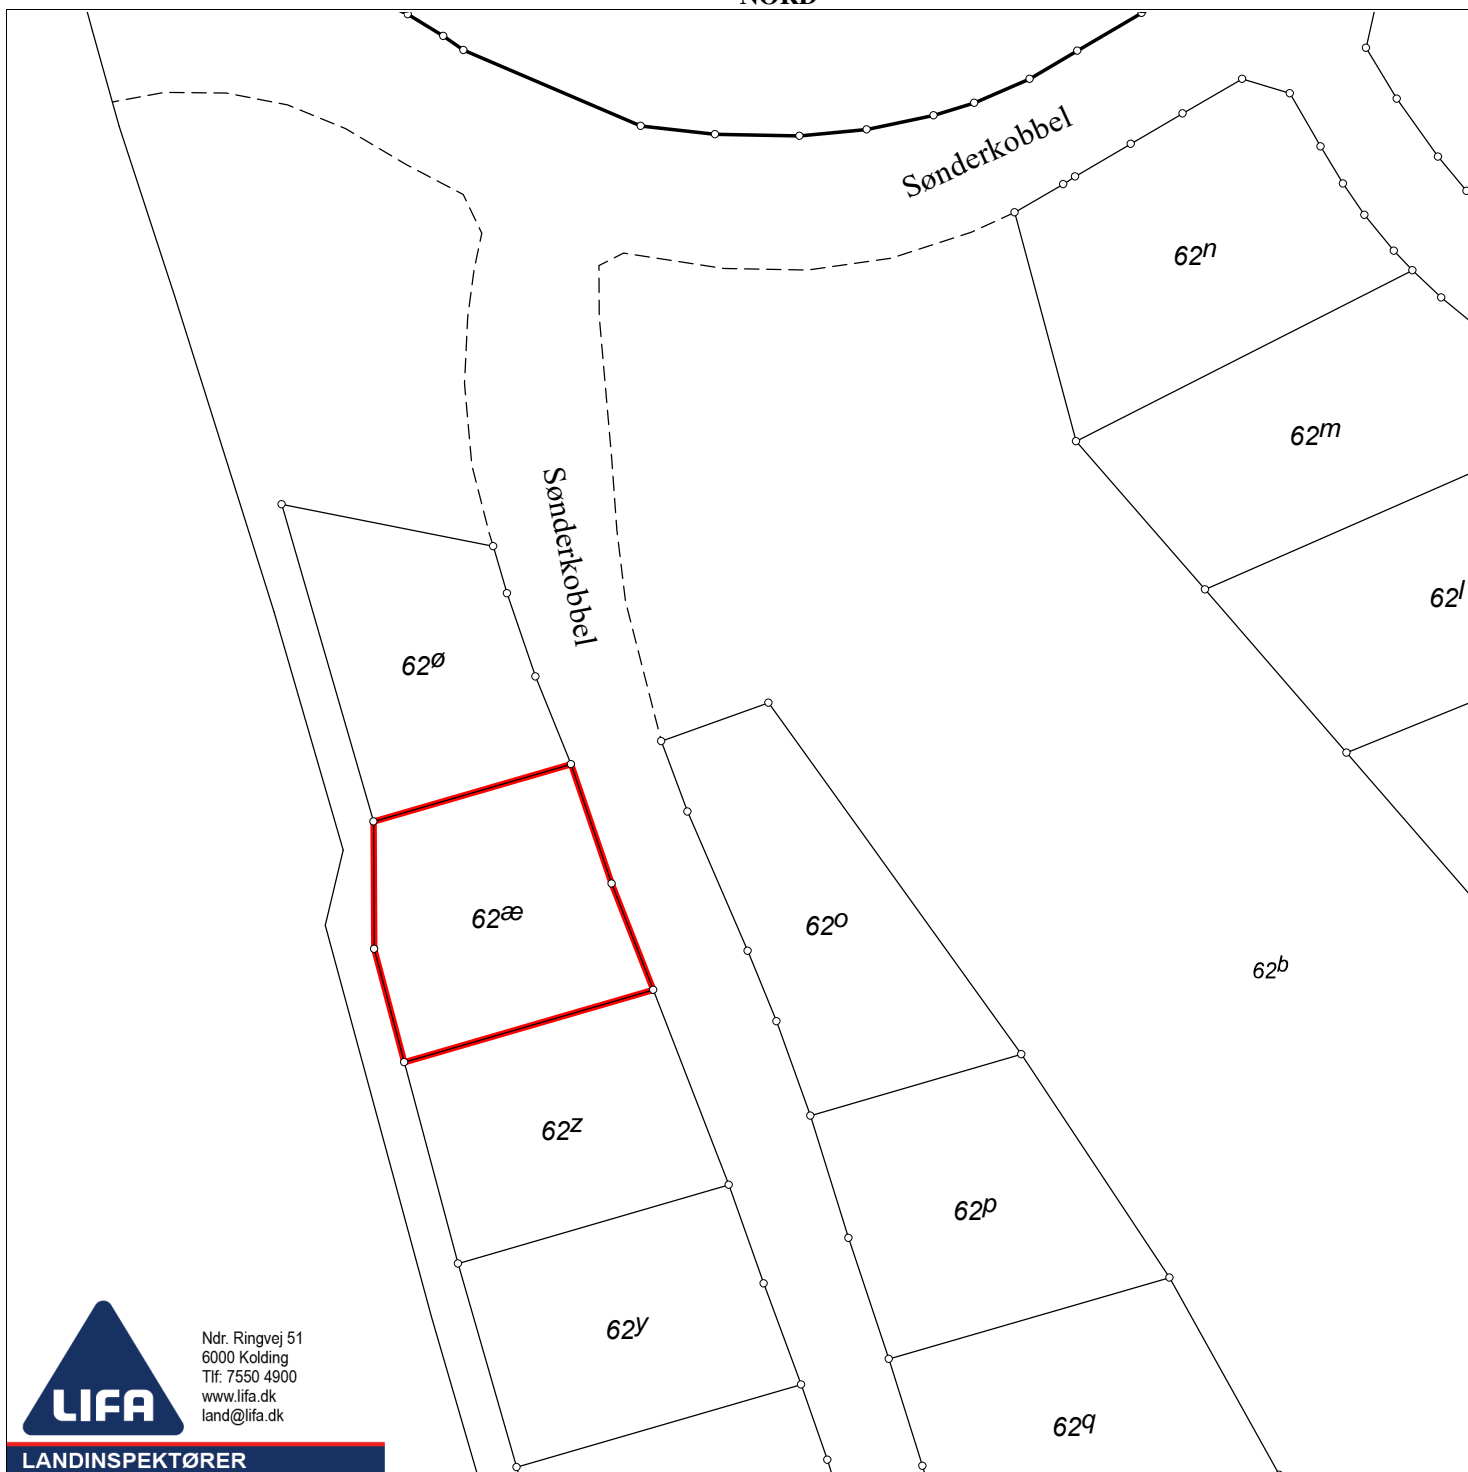 NORD
Sønderkobbel
62n
62m
Sønderkobbel
62l
62ø
62æ
62o
62b
62z
62p
62y
62q
Ndr. Ringvej 51
6000 Kolding
Tlf: 7550 4900
www.lifa.dk
land@lifa.dk
LIFA
LANDINSPEKTØRER